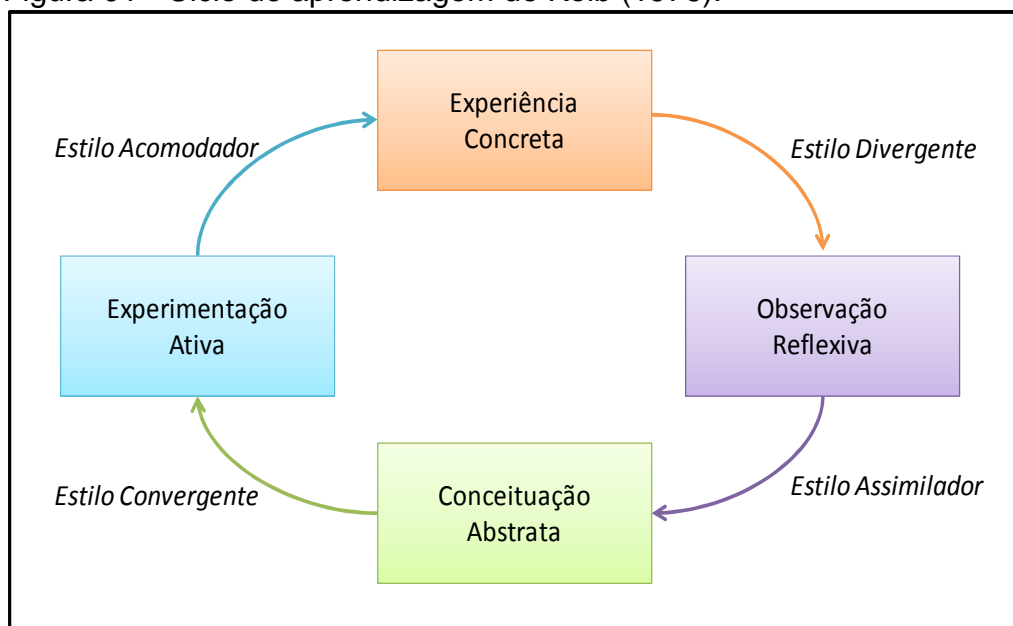 Experiência
Concreta
Estilo Acomodador
Estilo Divergente
Experimentação
Ativa
Observação
Reflexiva
Estilo Convergente
Conceituação
Abstrata
Estilo Assimilador